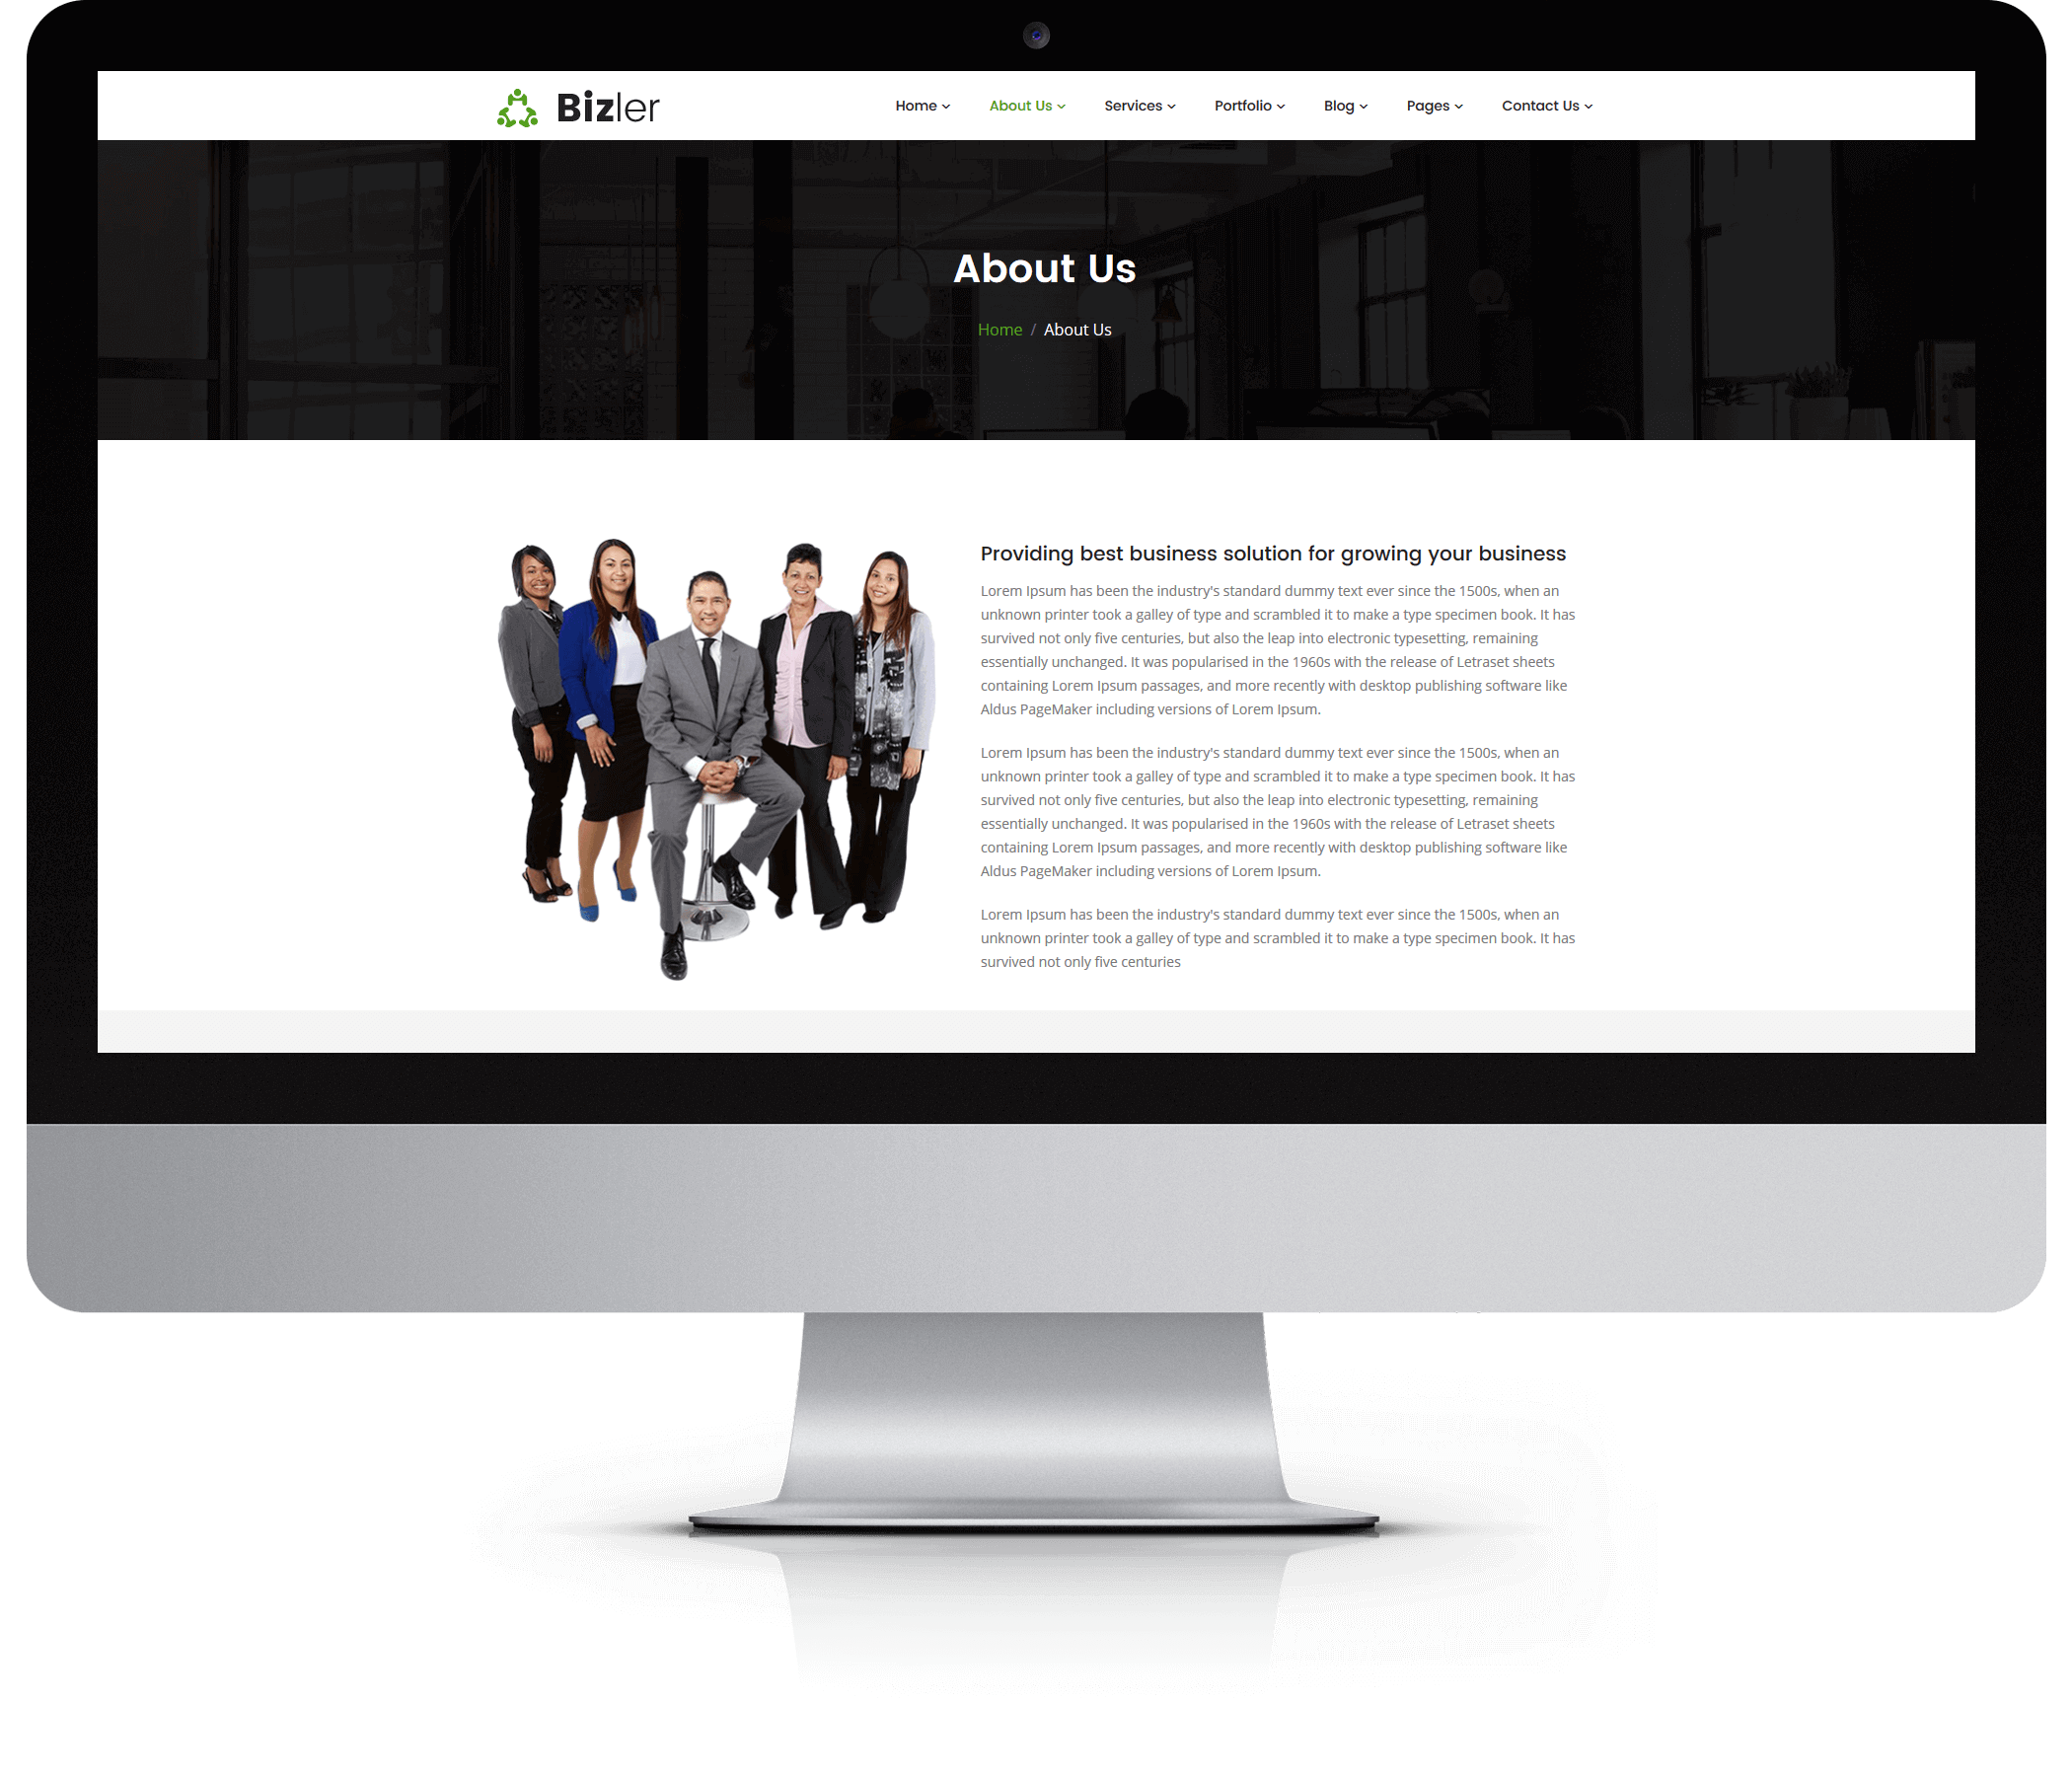 Bizler
Home About Us Services Portfolio Blog Pages Contact Us
About Us
Home / About Us
Providing best business solution for growing your business
Lorem Ipsum has been the industry's standard dummy text ever since the 1500s, when an
unknown printer took a galley of type and scrambled it to make a type specimen book. It has
survived not only five centuries, but also the leap into electronic typesetting, remaining
essentially unchanged. It was popularised in the 1960s with the release of Letraset sheets
containing Lorem Ipsum passages, and more recently with desktop publishing software like
Aldus PageMaker including versions of Lorem Ipsum.
Lorem Ipsum has been the industry's standard dummy text ever since the 1500s, when an
unknown printer took a galley of type and scrambled it to make a type specimen book. It has
survived not only five centuries, but also the leap into electronic typesetting, remaining
essentially unchanged. It was popularised in the 1960s with the release of Letraset sheets
containing Lorem Ipsum passages, and more recently with desktop publishing software like
Aldus PageMaker including versions of Lorem Ipsum.
Lorem Ipsum has been the industry's standard dummy text ever since the 1500s, when an
unknown printer took a galley of type and scrambled it to make a type specimen book. It has
survived not only five centuries